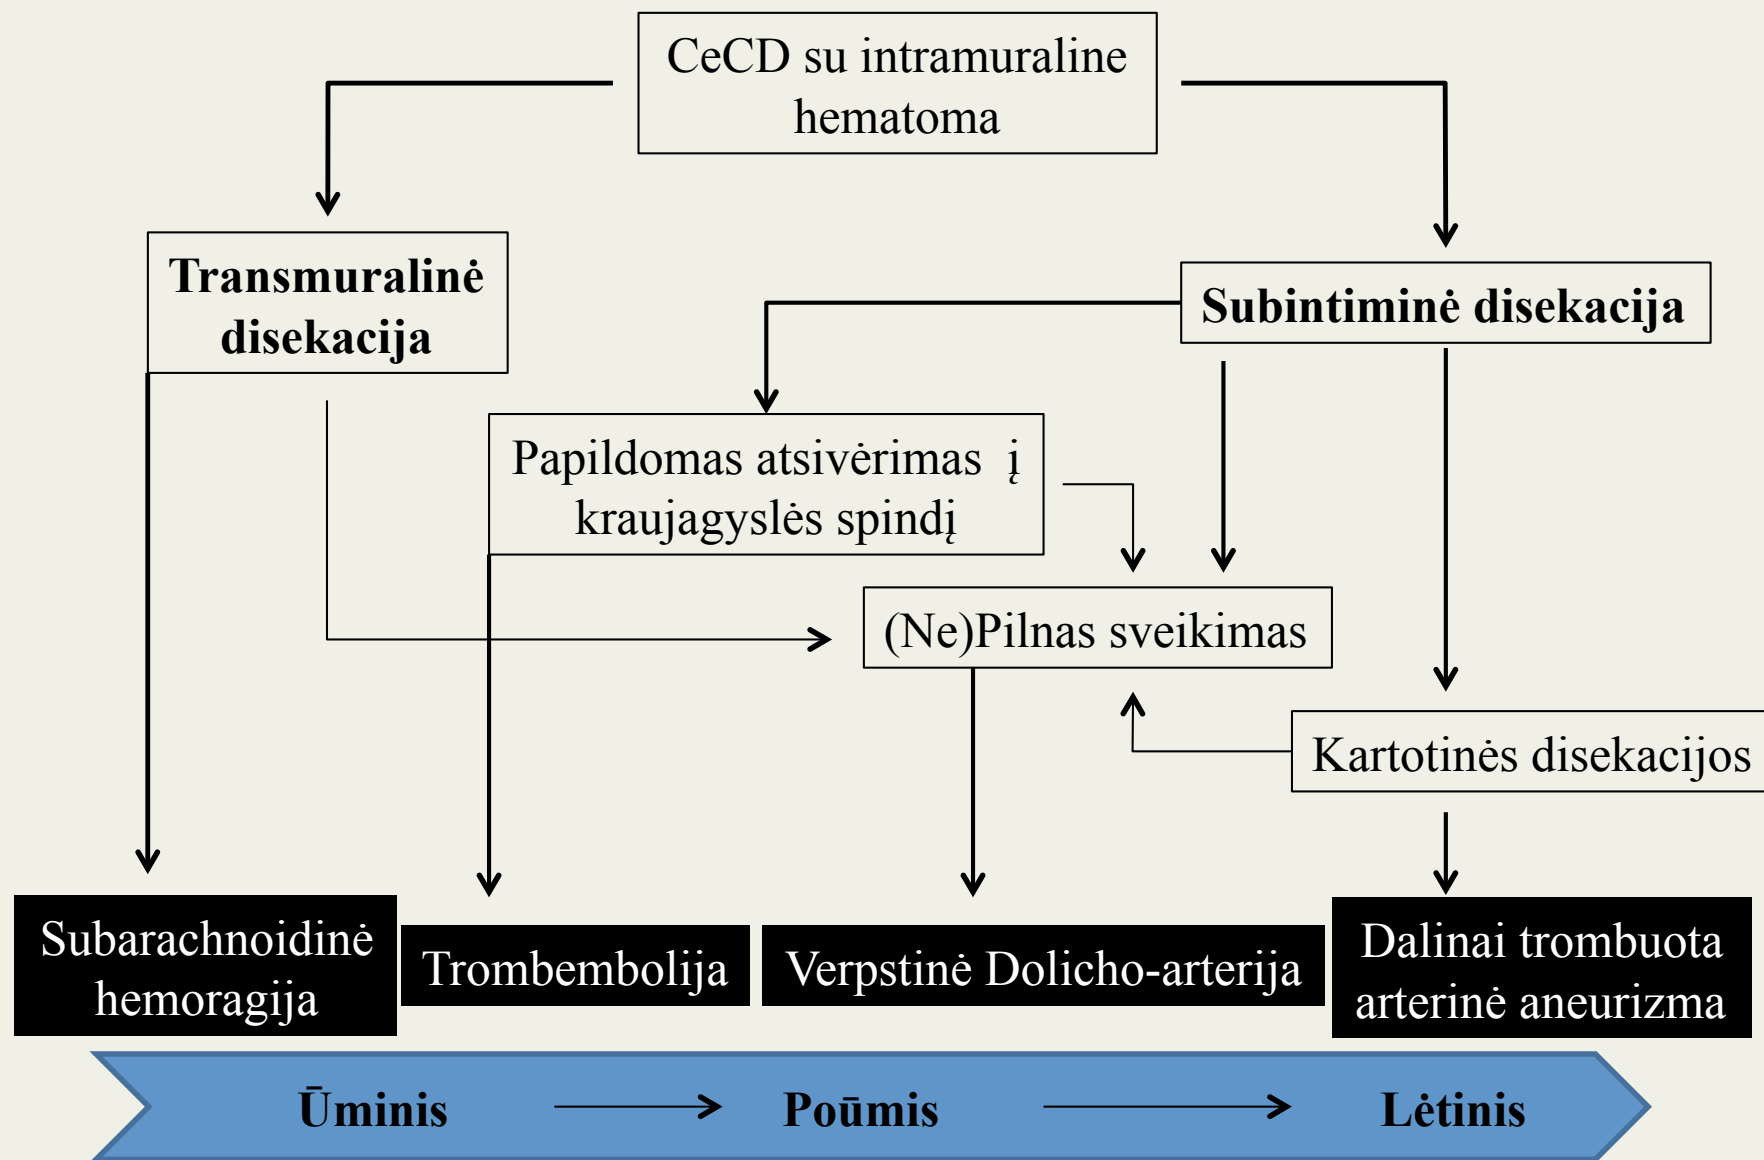 CeCD su intramuraline
hematoma
Transmuralinė
disekacija
Subintiminė disekacija
Papildomas atsivėrimas į
kraujagyslės spindį
(Ne)Pilnas sveikimas
Kartotinės disekacijos
Subarachnoidinė
hemoragija
Trombembolija
Verpstinė Dolicho-arterija
Dalinai trombuota
arterinė aneurizma
Ūminis
Poūmis
Lėtinis